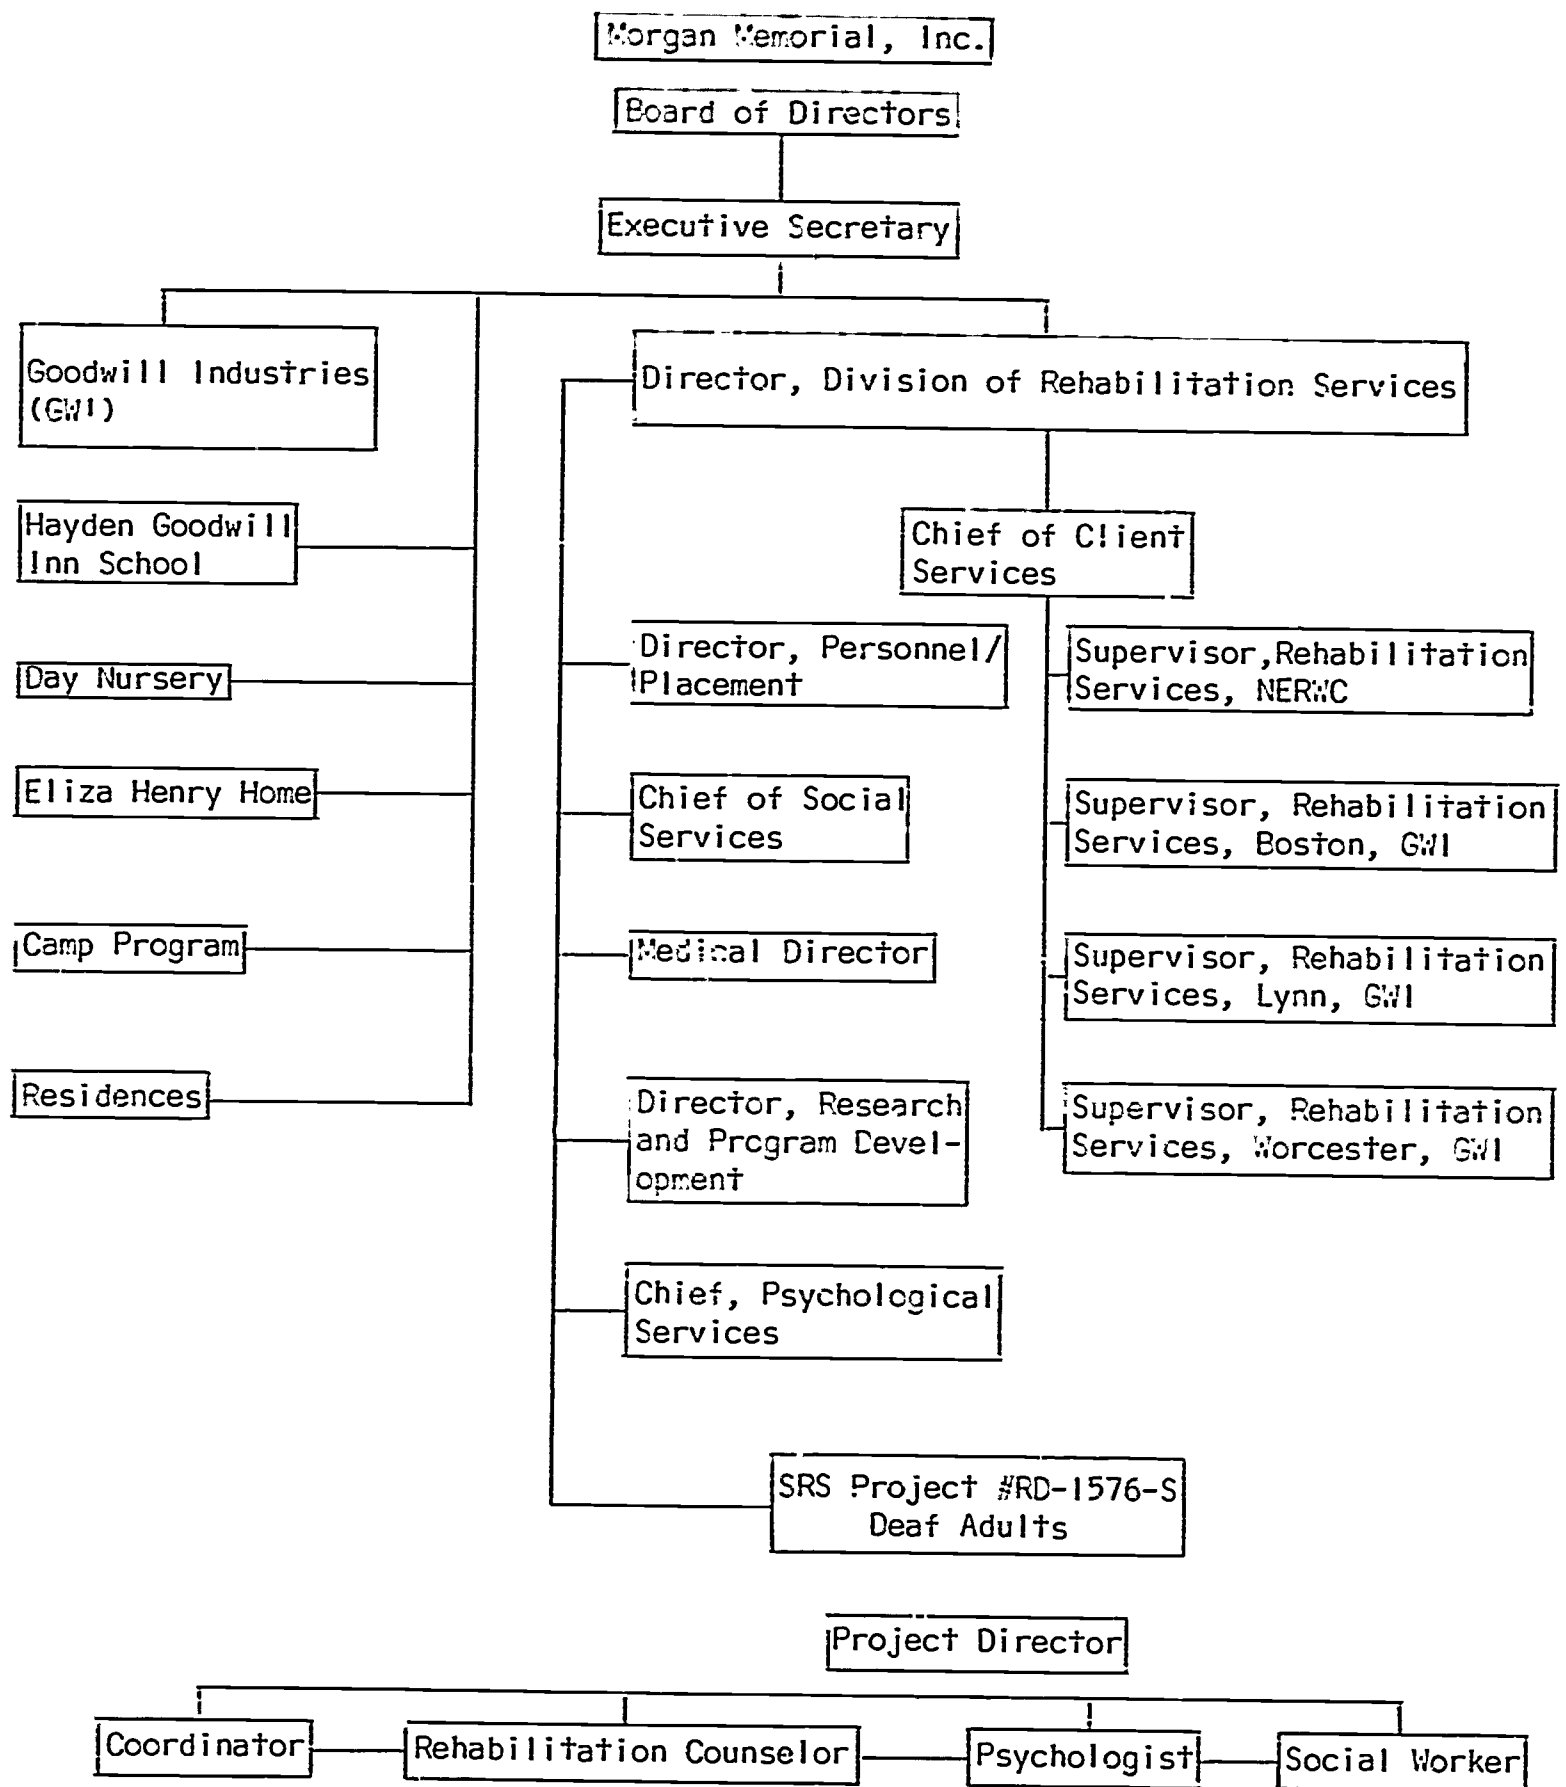 Morgan Memorial, Inc.
Board of Directors
Executive Secretary
Goodwill Industries
(GWI)
Director, Division of Rehabilitation Services
Hayden Goodwill
Inn School
Chief of Client
Services
Day Nursery
Director, Personnel/
Placement
Supervisor, Rehabilitation
Services, NERWC
Eliza Henry Home
Chief of Social
Services
Supervisor, Rehabilitation
Services, Boston, GWI
Camp Program
Medical Director
Supervisor, Rehabilitation
Services, Lynn, GWI
Residences
Director, Research
and Program Devel-
opment
Supervisor, Rehabilitation
Services, Worcester, GWI
Chief, Psychological
Services
SRS Project #RD-1576-S
Deaf Adults
Project Director
Coordinator
Rehabilitation Counselor
Psychologist
Social Worker